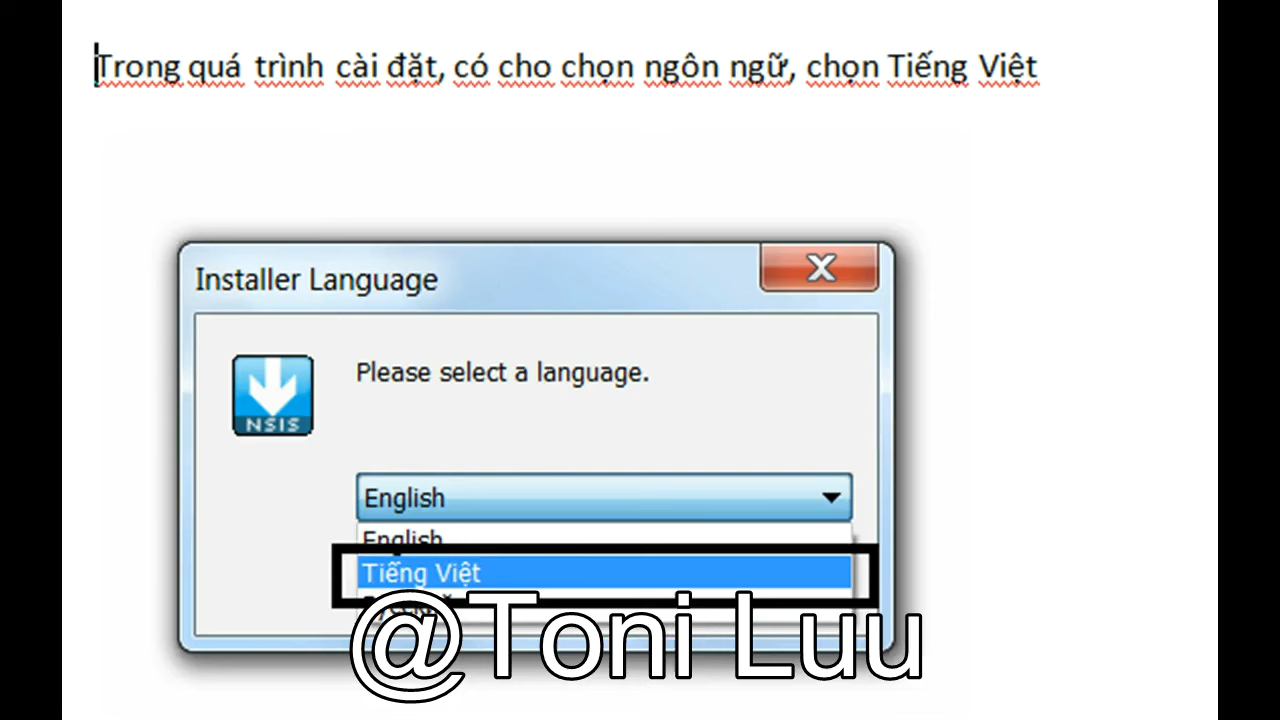 Trong quá trình cài đặt, có cho chọn ngôn ngữ, chọn Tiếng Việt
Installer Language
Please select a language.
NSIS
English
English
Tiếng Việt
@Toni Luu